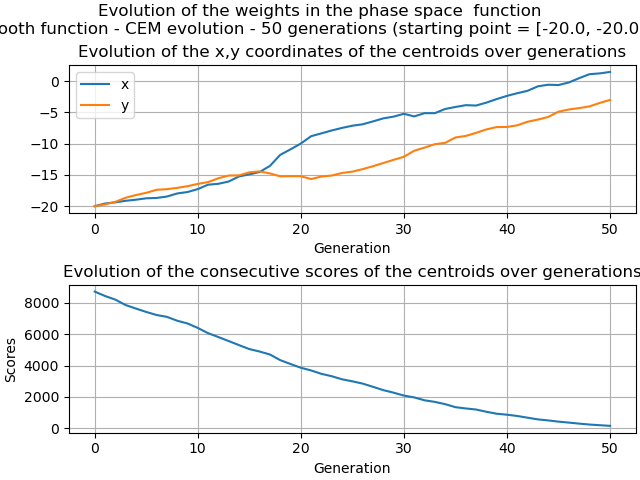 Evolution of the weights in the phase space function
ooth function - CEM evolution - 50 generations (starting point = [-20.0, -20.0
Evolution of the x,y coordinates of the centroids over generations
x
y
0
−5
−10
−15
−20
0 10 20 30 40 50
Generation
Evolution of the consecutive scores of the centroids over generations
Scores
8000
6000
4000
2000
0
0 10 20 30 40 50
Generation